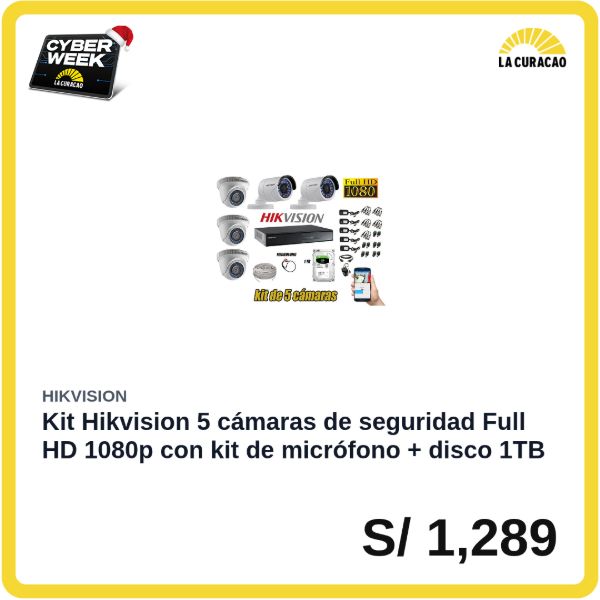 CYBER
WEEK
LA CURACAO
LA CURACAO
Full HD
1080
HIKVISION
kit de 5 cámaras
HIKVISION
Kit Hikvision 5 cámaras de seguridad Full
HD 1080p con kit de micrófono + disco 1TB
S/ 1,289